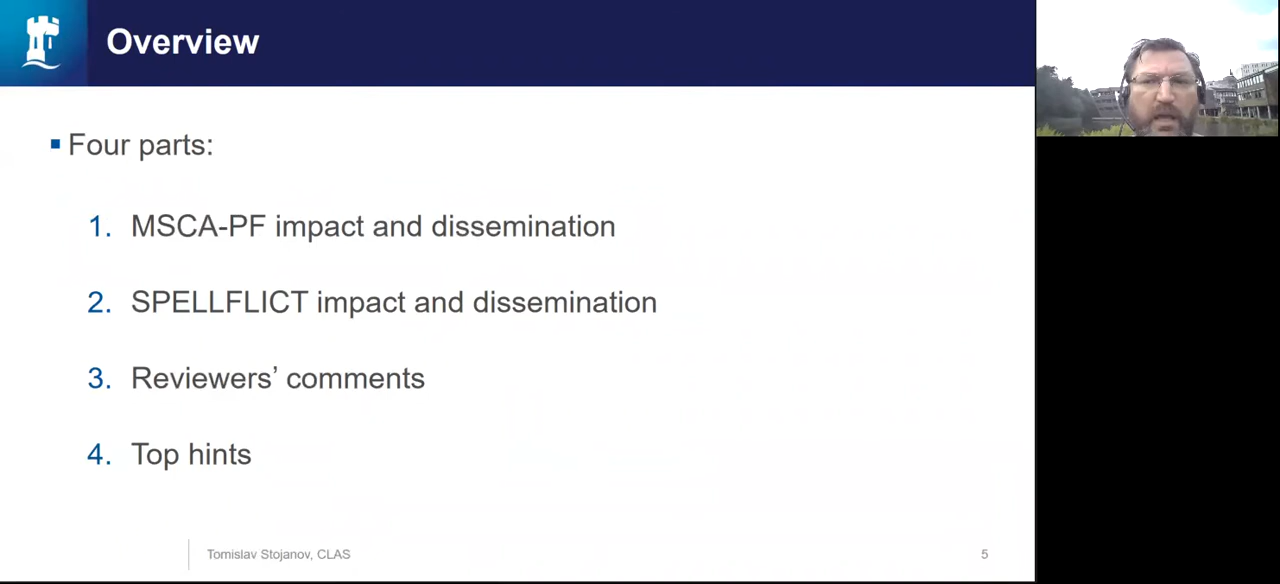 Overview
▪ Four parts:
1. MSCA-PF impact and dissemination
2. SPELLFLICT impact and dissemination
3. Reviewers’ comments
4. Top hints
Tomislav Stojanov, CLAS
5